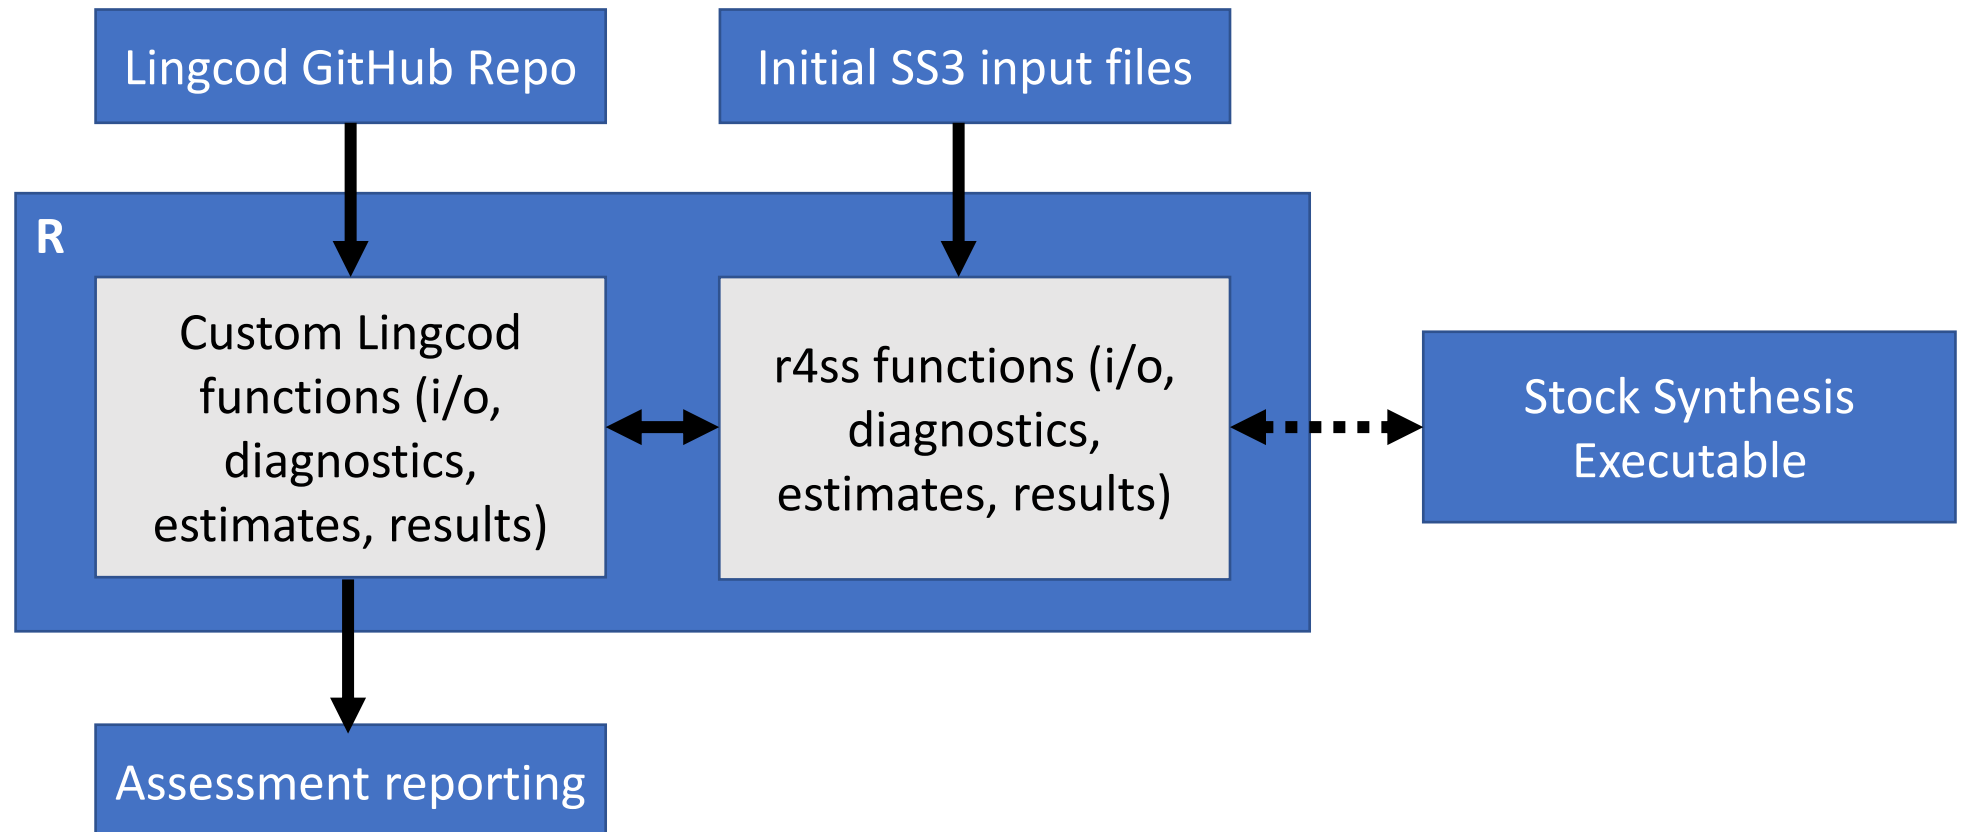 Lingcod GitHub Repo
Initial SS3 input files
R
Custom Lingcod
functions (i/o,
diagnostics,
estimates, results)
r4ss functions (i/o,
diagnostics,
estimates, results)
Stock Synthesis
Executable
Assessment reporting